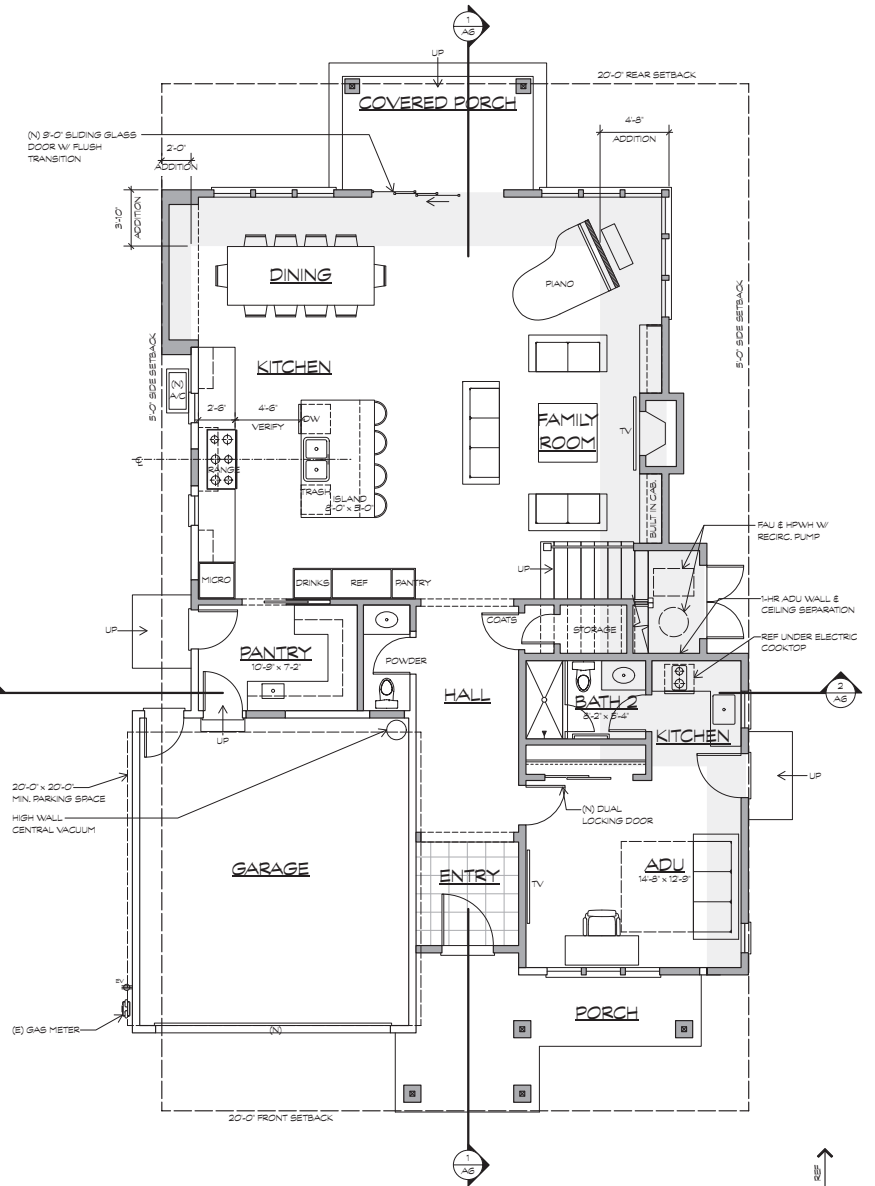 1
A6
UP
20'-0" REAR SETBACK
COVERED PORCH
(N) 9'-0" SLIDING GLASS
DOOR W/ FLUSH
TRANSITION
2'-0"
ADDITION
4'-8"
ADDITION
3'-10"
ADDITION
DINING
PIANO
5'-0" SIDE SETBACK
5'-0" SIDE SETBACK
KITCHEN
(N)
A/C
2'-6"
4'-6"
VERIFY
DW
FAMILY
ROOM
TV
RANGE
TRASH
ISLAND
8'-0" x 5'-0"
BUILT IN CAB.
FAU & HPWH W/
RECIRC. PUMP
UP
MICRO
DRINKS
REF
PANTRY
1-HR ADU WALL &
CEILING SEPARATION
UP
COATS
STORAGE
REF UNDER ELECTRIC
COOKTOP
PANTRY
10'-9" x 7'-2"
POWDER
HALL
BATH 2
8'-2" x 5'-4"
2
A6
KITCHEN
UP
UP
20'-0" x 20'-0"
MIN. PARKING SPACE
HIGH WALL
CENTRAL VACUUM
(N) DUAL
LOCKING DOOR
GARAGE
ENTRY
TV
ADU
14'-8" x 12'-9"
EV
(E) GAS METER
(N)
PORCH
20'-0" FRONT SETBACK
1
A6
REF